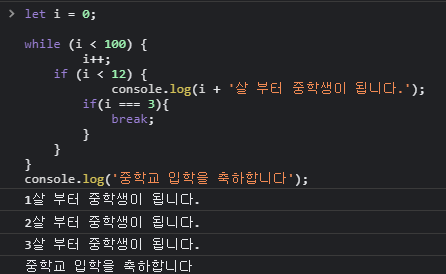 > let i = 0;
while (i < 100) {
i++;
if (i < 12) {
console.log(i + '살 부터 중학생이 됩니다.');
if(i === 3){
break;
}
}
}
console.log('중학교 입학을 축하합니다');
1살 부터 중학생이 됩니다.
2살 부터 중학생이 됩니다.
3살 부터 중학생이 됩니다.
중학교 입학을 축하합니다